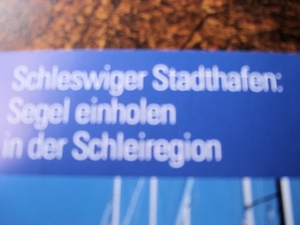 Schleswiger Stadthafen:
Segel einholen
in der Schleiregion